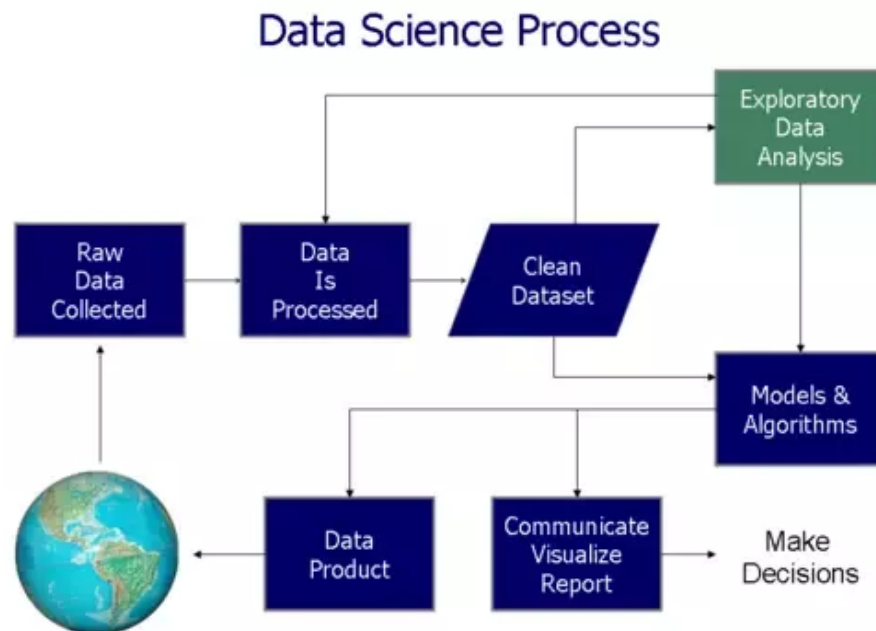 Data Science Process
Exploratory
Data
Analysis
Raw
Data
Collected
Data
Is
Processed
Clean
Dataset
Models &
Algorithms
Data
Product
Communicate
Visualize
Report
Make
Decisions